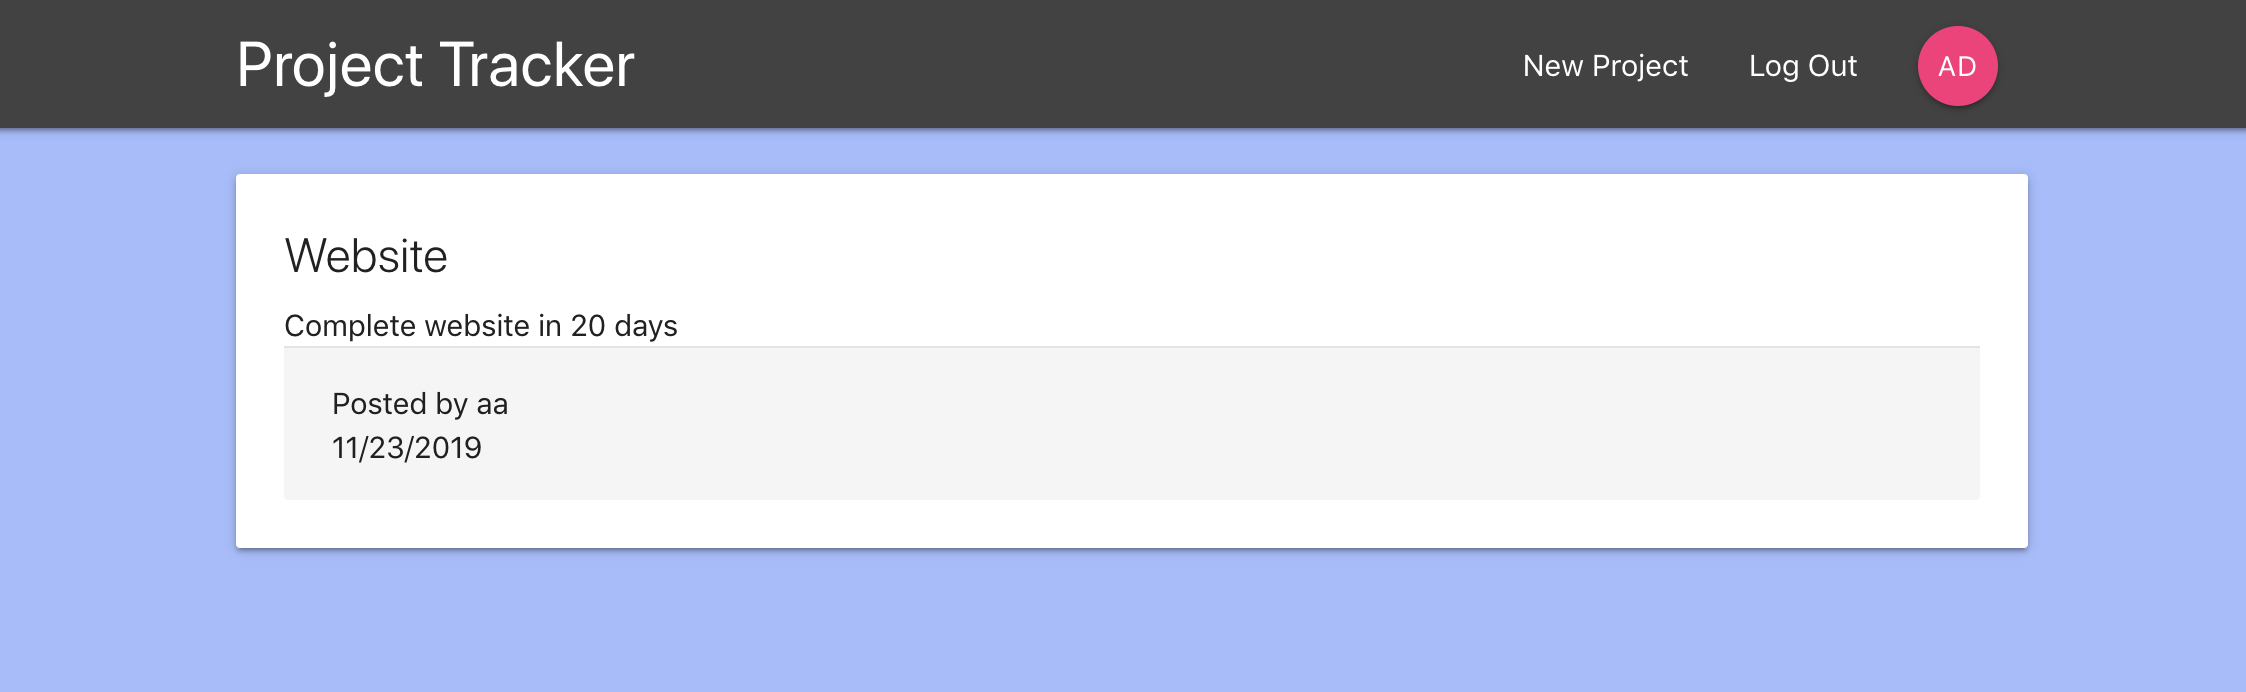 Project Tracker
New Project
Log Out
AD
Website
Complete website in 20 days
Posted by aa
11/23/2019